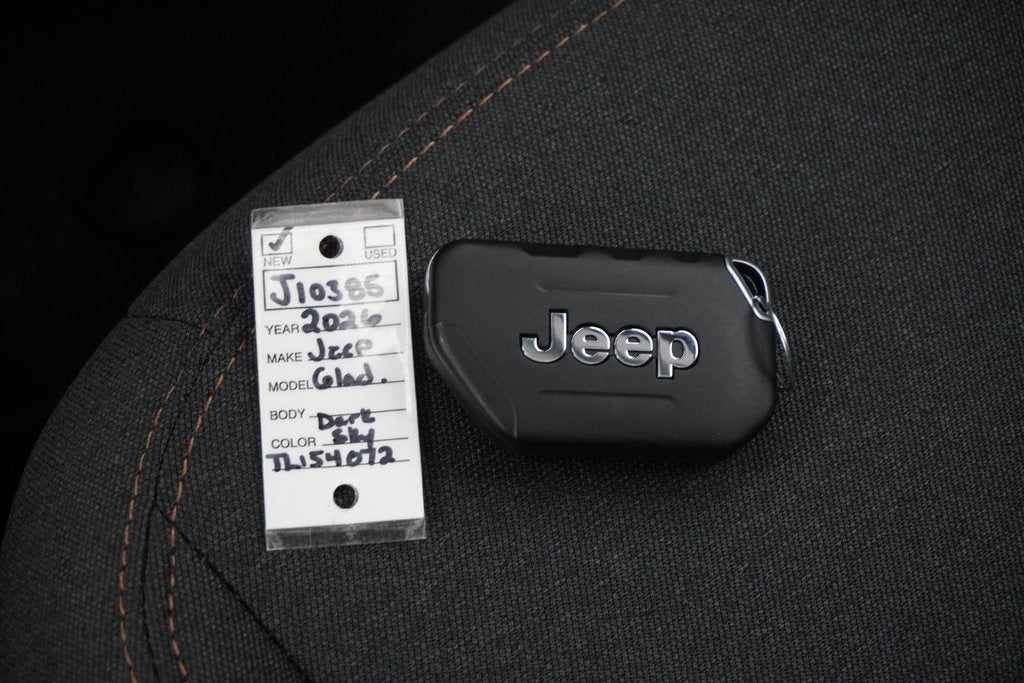 NEW USED
J10385
YEAR 2026
MAKE Jeep
MODEL Glad.
BODY
COLOR Dark Sky
TL154072
Jeep